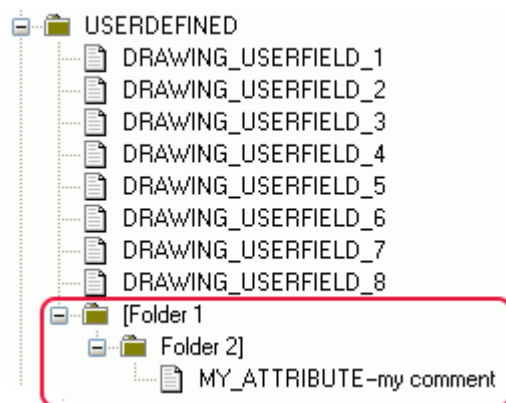 USERDEFINED
DRAWING_USERFIELD_1
DRAWING_USERFIELD_2
DRAWING_USERFIELD_3
DRAWING_USERFIELD_4
DRAWING_USERFIELD_5
DRAWING_USERFIELD_6
DRAWING_USERFIELD_7
DRAWING_USERFIELD_8
[Folder 1
Folder 2]
MY_ATTRIBUTE-my comment